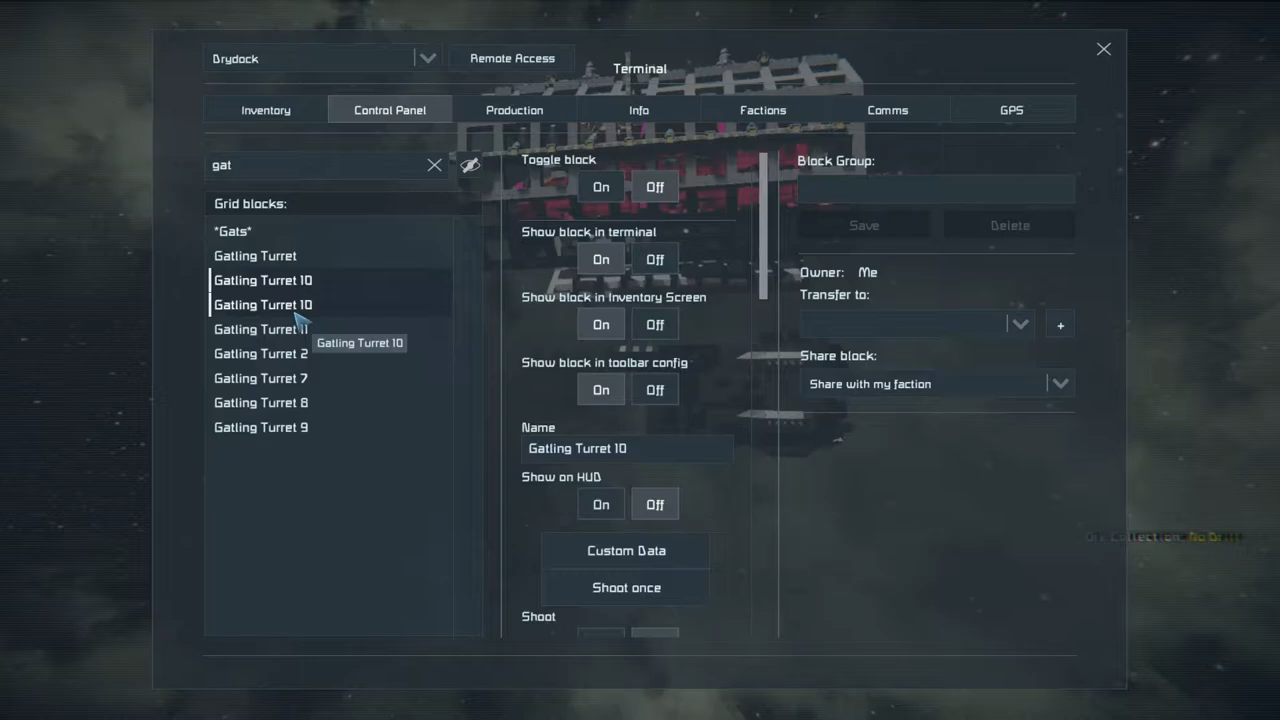 Drydock
Remote Access
Terminal
Inventory
Control Panel
Production
Info
Factions
Comms
GPS
gat
Grid blocks:
*Gats*
Gatling Turret
Gatling Turret 10
Gatling Turret 10
Gatling Turret 11
Gatling Turret 2
Gatling Turret 7
Gatling Turret 8
Gatling Turret 9
Gatling Turret 10
Toggle block
On Off
Show block in terminal
On Off
Show block in Inventory Screen
On Off
Show block in toolbar config
On Off
Name
Gatling Turret 10
Show on HUD
On Off
Custom Data
Shoot once
Shoot
Block Group:
Save Delete
Owner: Me
Transfer to:
+
Share block:
Share with my faction